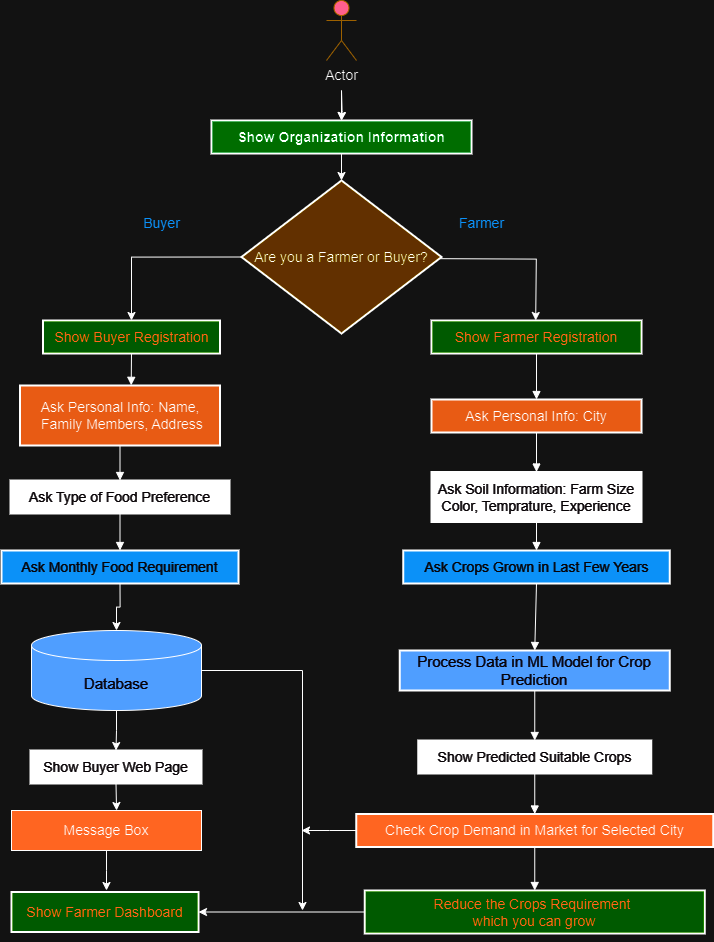 Actor
Show Organization Information
Are you a Farmer or Buyer?
Buyer
Farmer
Show Buyer Registration
Ask Personal Info: Name,
Family Members, Address
Ask Type of Food Preference
Ask Monthly Food Requirement
Database
Show Buyer Web Page
Message Box
Show Farmer Dashboard
Show Farmer Registration
Ask Personal Info: City
Ask Soil Information: Farm Size
Color, Temprature, Experience
Ask Crops Grown in Last Few Years
Process Data in ML Model for Crop
Prediction
Show Predicted Suitable Crops
Check Crop Demand in Market for Selected City
Reduce the Crops Requirement
which you can grow